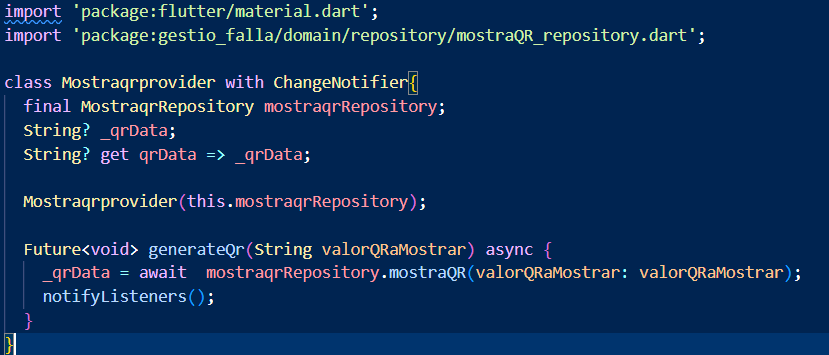 import 'package:flutter/material.dart';
import 'package:gestio_falla/domain/repository/mostraQR_repository.dart';
class Mostraqrprovider with ChangeNotifier{
final MostraqrRepository mostraqrRepository;
String? _qrData;
String? get qrData => _qrData;
Mostraqrprovider(this.mostraqrRepository);
Future<void> generateQr(String valorQRaMostrar) async {
_qrData = await  mostraqrRepository.mostraQR(valorQRaMostrar: valorQRaMostrar);
notifyListeners();
}
}